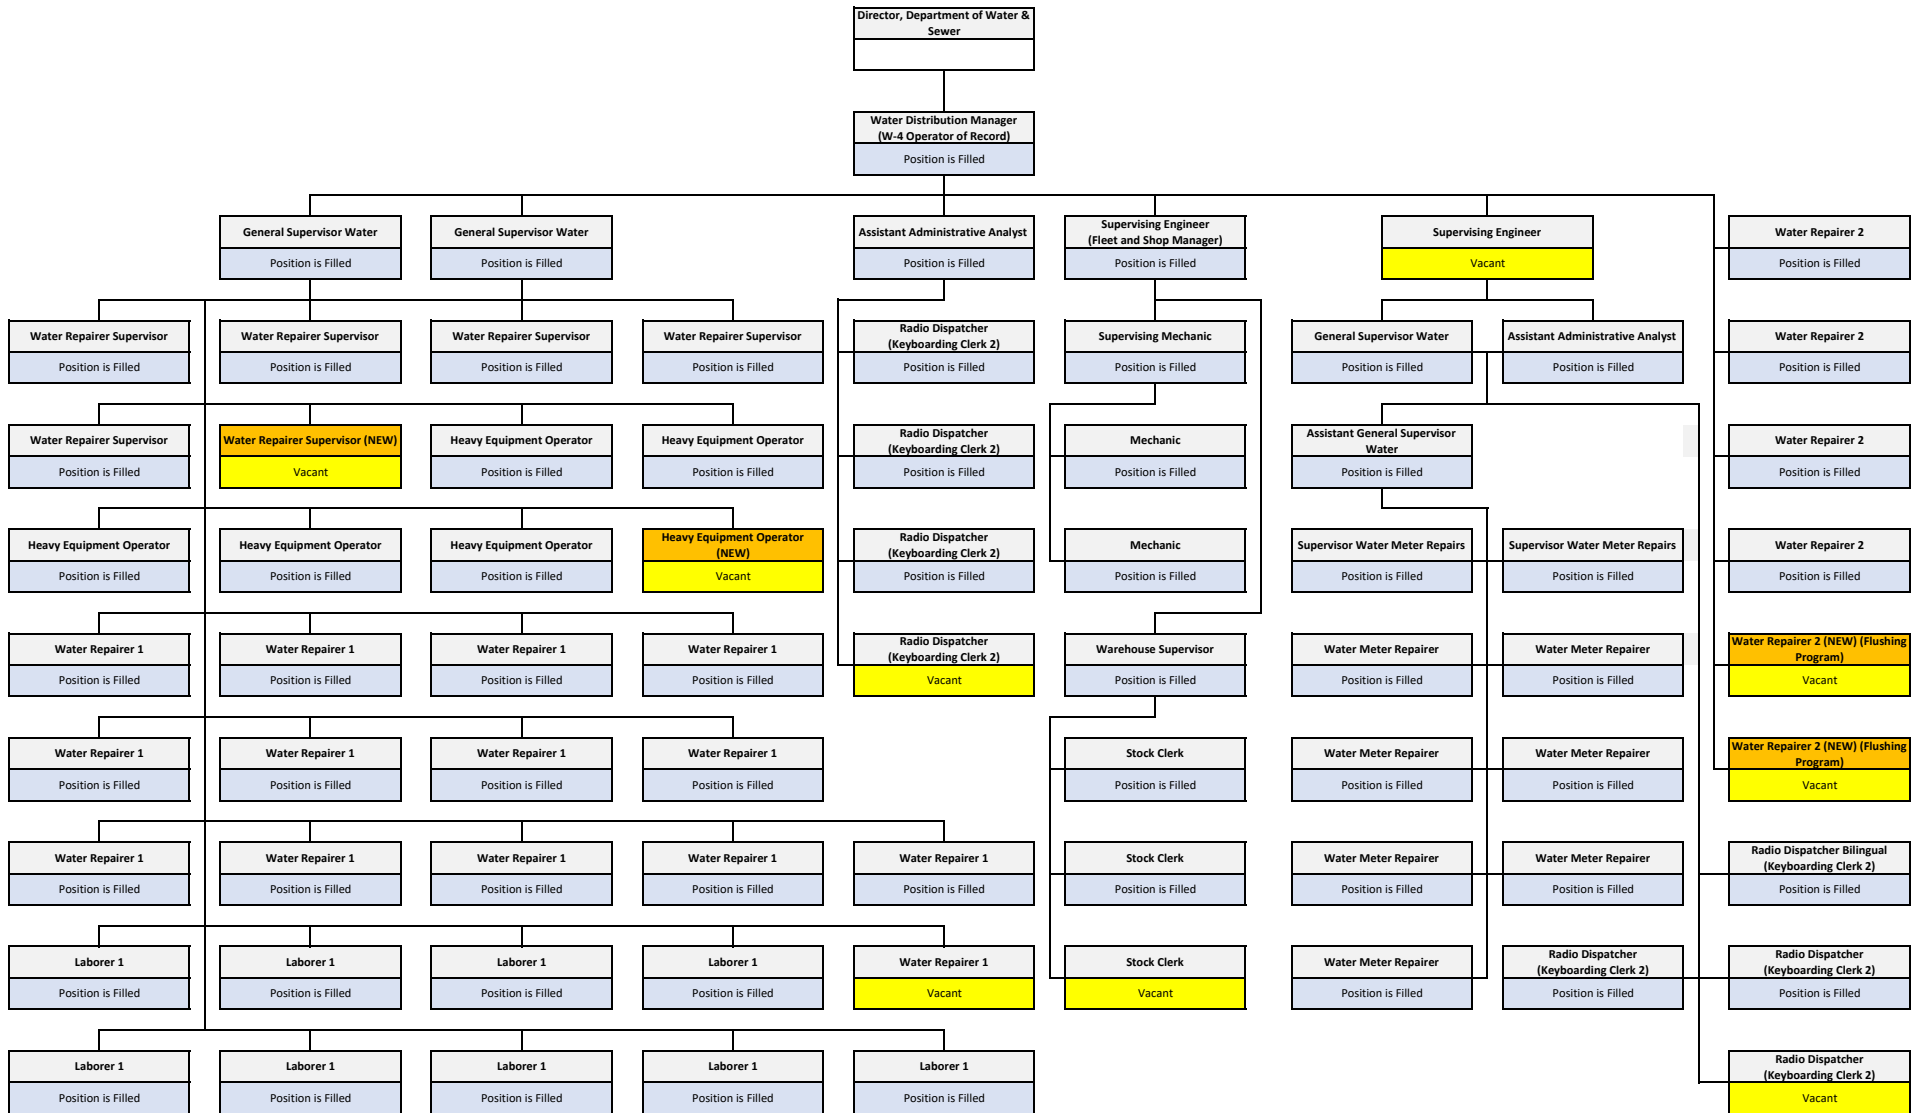 Director, Department of Water &
Sewer
Water Distribution Manager
(W-4 Operator of Record)
Position is Filled
General Supervisor Water
Position is Filled
General Supervisor Water
Position is Filled
Assistant Administrative Analyst
Position is Filled
Supervising Engineer
(Fleet and Shop Manager)
Position is Filled
Supervising Engineer
Vacant
Water Repairer 2
Position is Filled
Water Repairer Supervisor
Position is Filled
Water Repairer Supervisor
Position is Filled
Water Repairer Supervisor
Position is Filled
Water Repairer Supervisor
Position is Filled
Radio Dispatcher
(Keyboarding Clerk 2)
Position is Filled
Supervising Mechanic
Position is Filled
General Supervisor Water
Position is Filled
Assistant Administrative Analyst
Position is Filled
Water Repairer 2
Position is Filled
Water Repairer Supervisor
Position is Filled
Water Repairer Supervisor (NEW)
Vacant
Heavy Equipment Operator
Position is Filled
Heavy Equipment Operator
Position is Filled
Radio Dispatcher
(Keyboarding Clerk 2)
Position is Filled
Mechanic
Position is Filled
Assistant General Supervisor
Water
Position is Filled
Water Repairer 2
Position is Filled
Heavy Equipment Operator
Position is Filled
Heavy Equipment Operator
Position is Filled
Heavy Equipment Operator
Position is Filled
Heavy Equipment Operator
(NEW)
Vacant
Radio Dispatcher
(Keyboarding Clerk 2)
Position is Filled
Mechanic
Position is Filled
Supervisor Water Meter Repairs
Position is Filled
Supervisor Water Meter Repairs
Position is Filled
Water Repairer 2
Position is Filled
Water Repairer 1
Position is Filled
Water Repairer 1
Position is Filled
Water Repairer 1
Position is Filled
Water Repairer 1
Position is Filled
Radio Dispatcher
(Keyboarding Clerk 2)
Vacant
Warehouse Supervisor
Position is Filled
Water Meter Repairer
Position is Filled
Water Meter Repairer
Position is Filled
Water Repairer 2 (NEW) (Flushing
Program)
Vacant
Water Repairer 1
Position is Filled
Water Repairer 1
Position is Filled
Water Repairer 1
Position is Filled
Water Repairer 1
Position is Filled
Stock Clerk
Position is Filled
Water Meter Repairer
Position is Filled
Water Meter Repairer
Position is Filled
Water Repairer 2 (NEW) (Flushing
Program)
Vacant
Water Repairer 1
Position is Filled
Water Repairer 1
Position is Filled
Water Repairer 1
Position is Filled
Water Repairer 1
Position is Filled
Water Repairer 1
Position is Filled
Stock Clerk
Position is Filled
Water Meter Repairer
Position is Filled
Water Meter Repairer
Position is Filled
Radio Dispatcher Bilingual
(Keyboarding Clerk 2)
Position is Filled
Laborer 1
Position is Filled
Laborer 1
Position is Filled
Laborer 1
Position is Filled
Laborer 1
Position is Filled
Water Repairer 1
Vacant
Stock Clerk
Vacant
Water Meter Repairer
Position is Filled
Radio Dispatcher
(Keyboarding Clerk 2)
Position is Filled
Radio Dispatcher
(Keyboarding Clerk 2)
Position is Filled
Laborer 1
Position is Filled
Laborer 1
Position is Filled
Laborer 1
Position is Filled
Laborer 1
Position is Filled
Laborer 1
Position is Filled
Radio Dispatcher
(Keyboarding Clerk 2)
Vacant